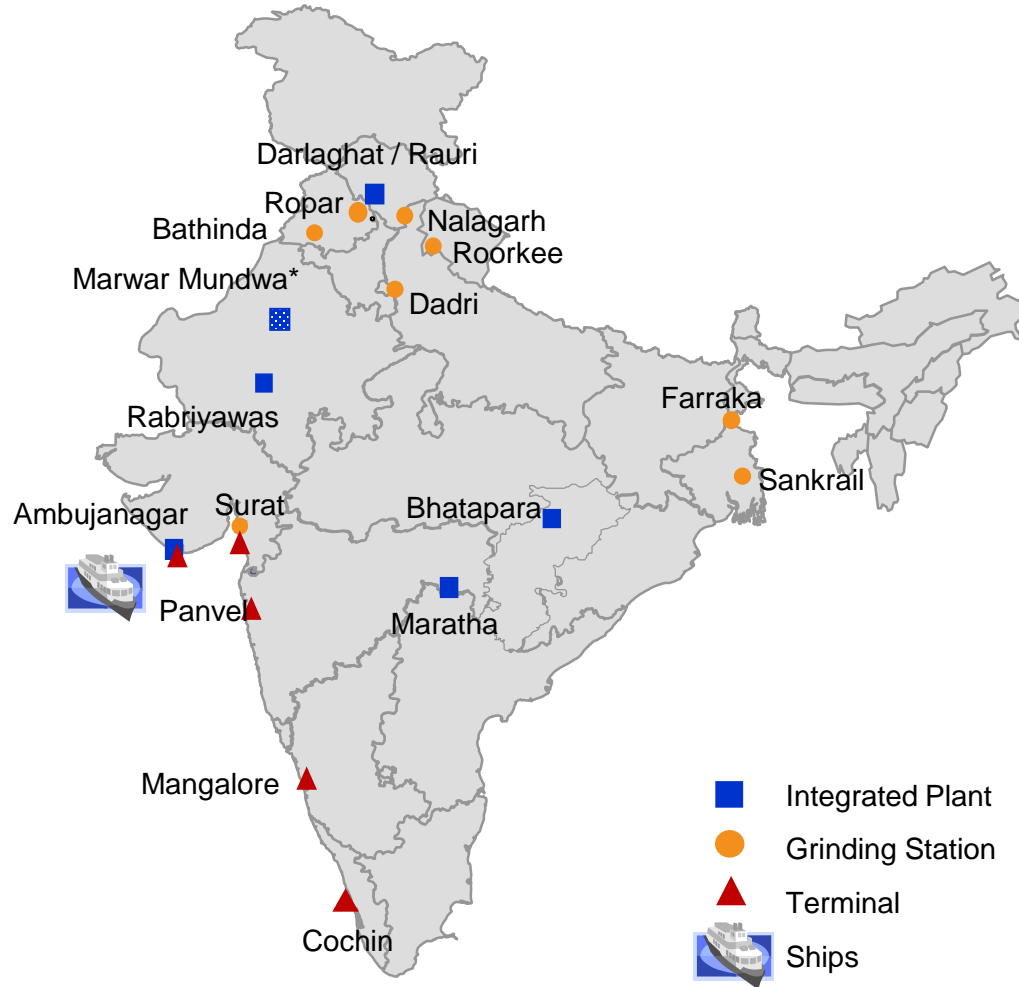 Darlaghat / Rauri
Ropar
Nalagarh
Bathinda
Roorkee
Marwar Mundwa*
Dadri
Rabriyawas
Farraka
Sankrail
Surat
Bhatapara
Ambujanagar
Panvel
Maratha
Mangalore
Cochin
Integrated Plant
Grinding Station
Terminal
Ships